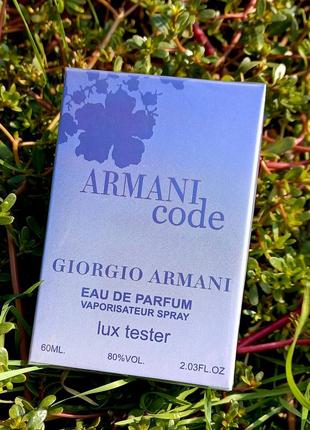 ARMANI
code
GIORGIO ARMANI
EAU DE PARFUM
VAPORISATEUR SPRAY
lux tester
60ML. 80%VOL. 2.03FL.OZ